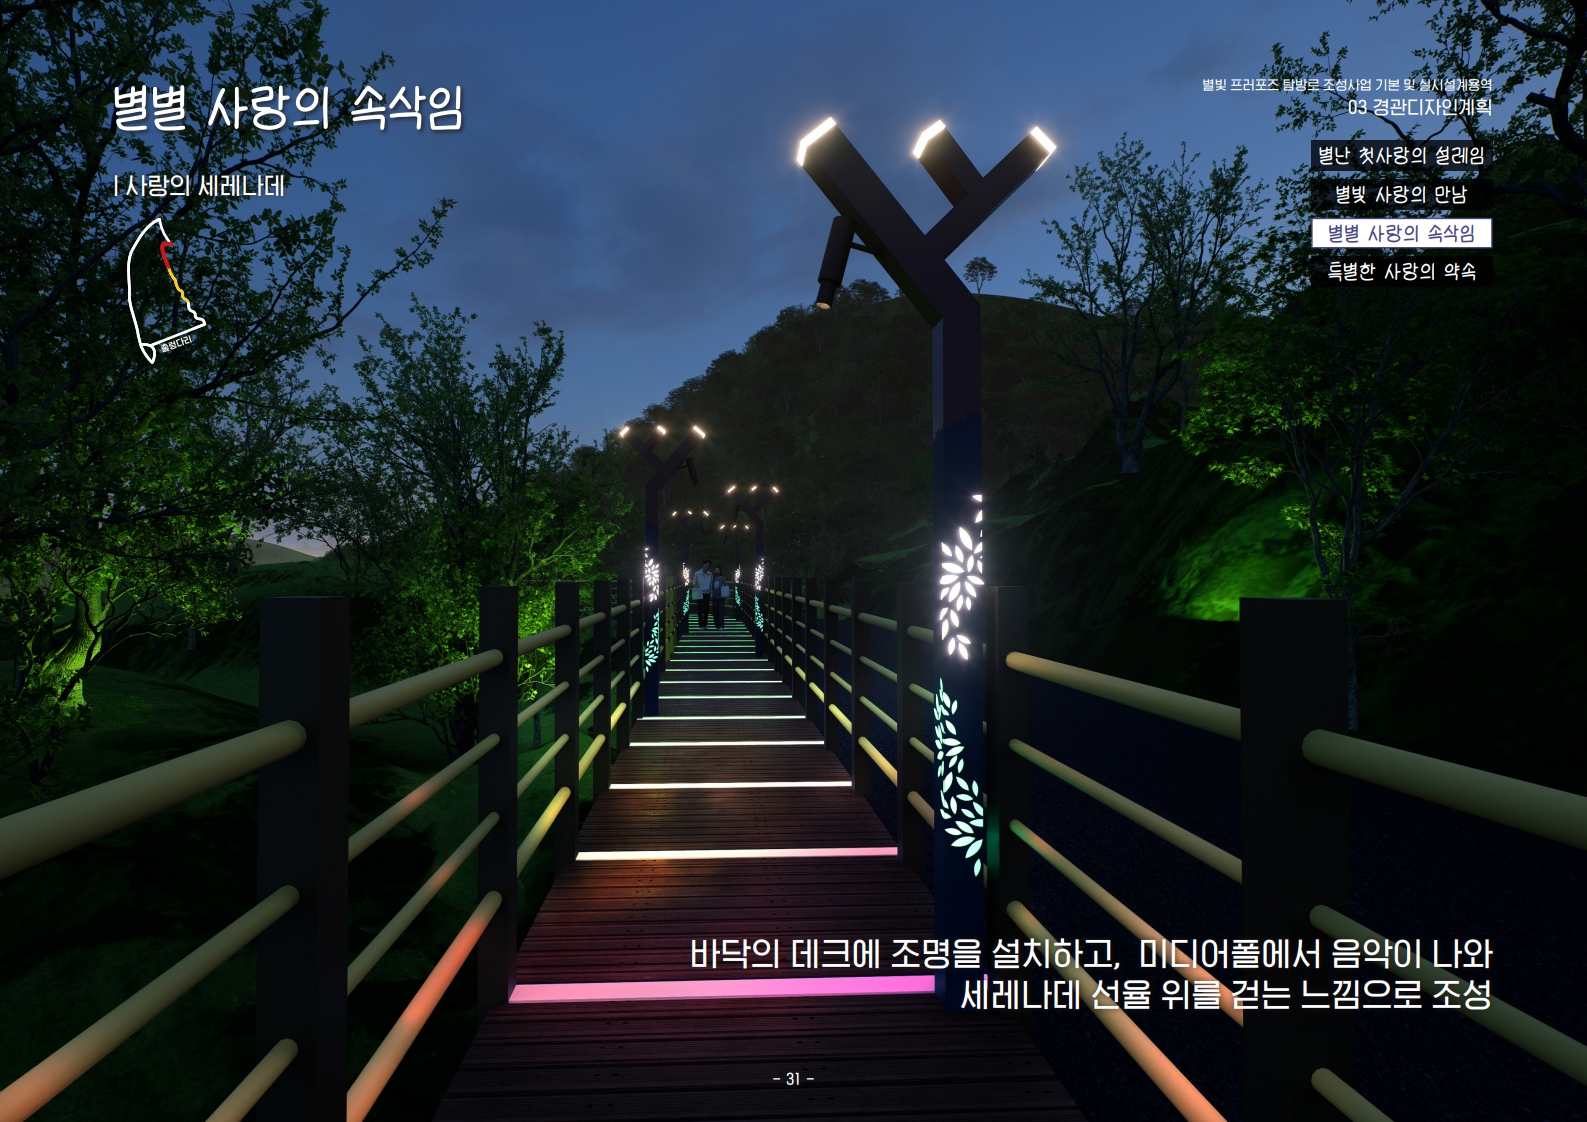 별별 사랑의 속삭임
| 사랑의 세레나데
출렁다리
별빛 프러포즈 탐방로 조성사업 기본 및 실시설계용역
03 경관디자인계획
별난 첫사랑의 설레임
별빛 사랑의 만남
별별 사랑의 속삭임
특별한 사랑의 약속
바닥의 데크에 조명을 설치하고, 미디어폴에서 음악이 나와
세레나데 선율 위를 걷는 느낌으로 조성
- 31 -